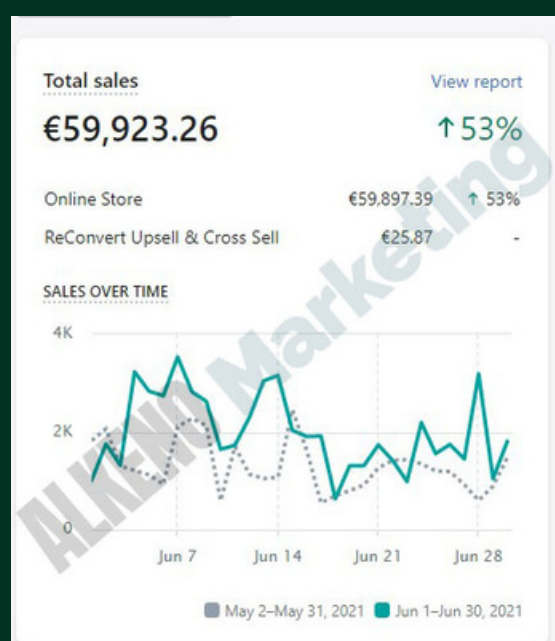 Total sales View report
€59,923.26 ↑ 53%
Online Store €59,897.39 ↑ 53%
ReConvert Upsell & Cross Sell €25.87 -
SALES OVER TIME
4K
2K
0
Jun 7 Jun 14 Jun 21 Jun 28
May 2–May 31, 2021 Jun 1–Jun 30, 2021
ALKENO Marketing